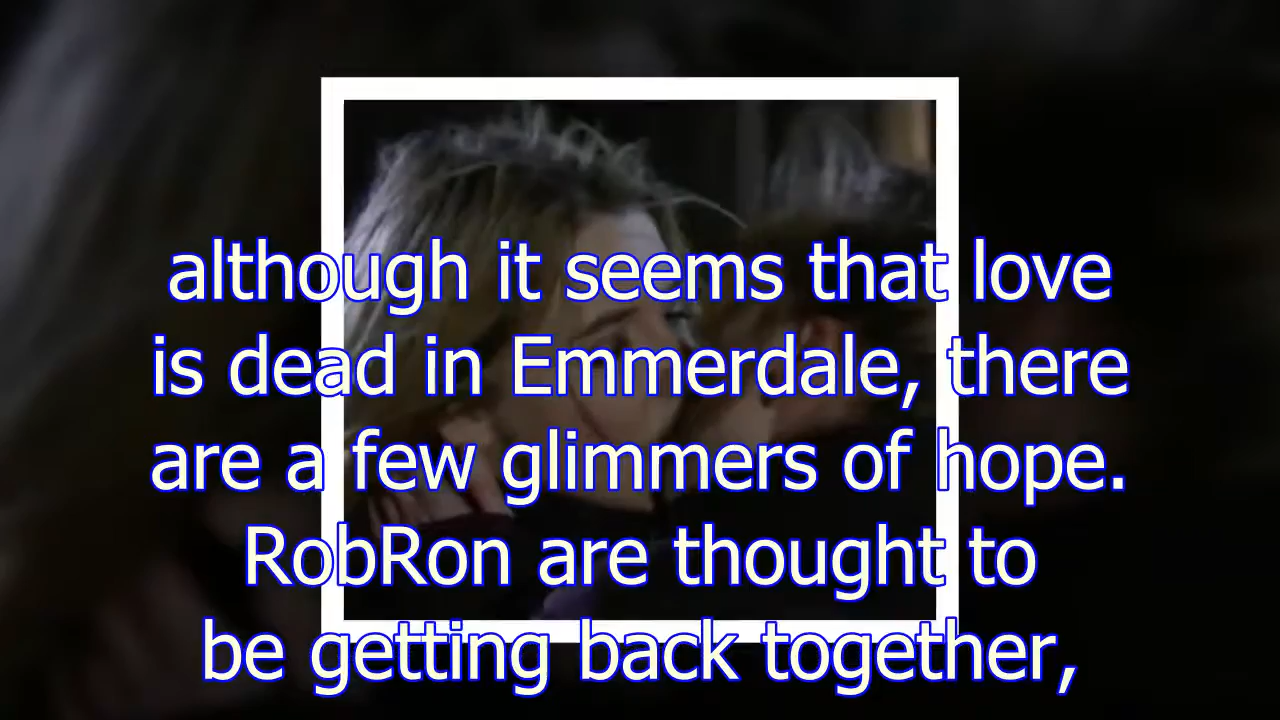 although it seems that love
is dead in Emmerdale, there
are a few glimmers of hope.
RobRon are thought to
be getting back together,